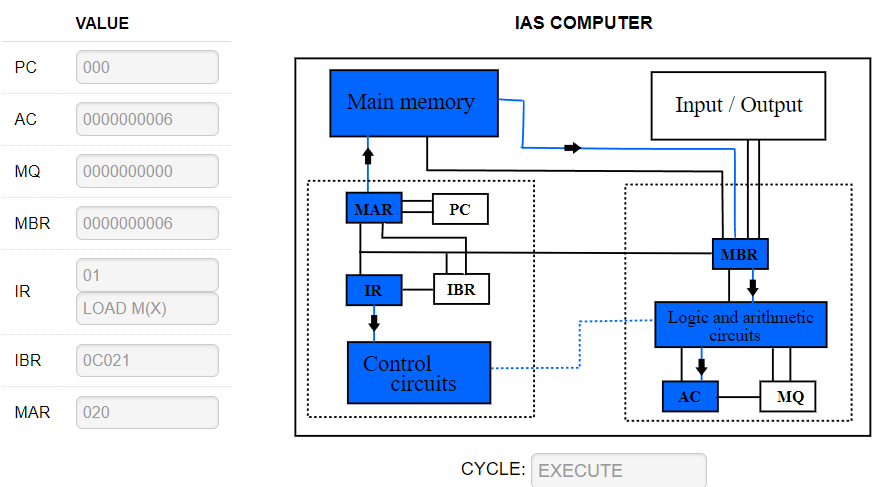 VALUE
PC 000
AC 0000000006
MQ 0000000000
MBR 0000000006
IR 01
LOAD M(X)
IBR 0C021
MAR 020
IAS COMPUTER
Main memory
Input / Output
MAR
PC
MBR
IR
IBR
Logic and arithmetic
circuits
Control
circuits
AC
MQ
CYCLE: EXECUTE